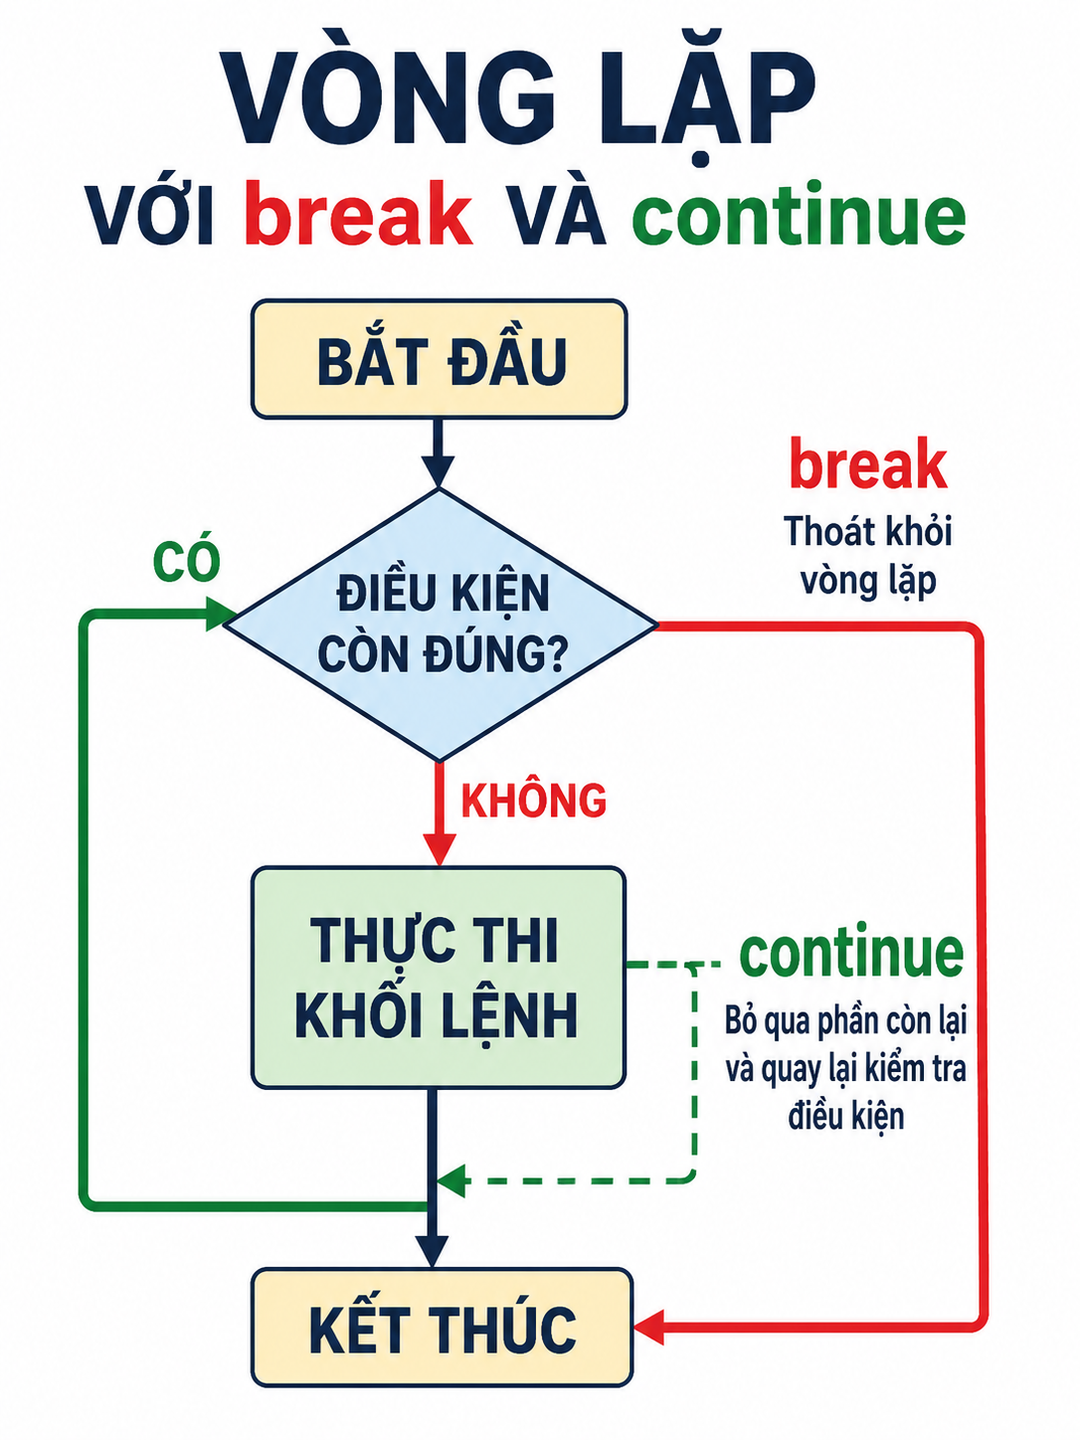 VÒNG LẶP
VỚI break VÀ continue
BẮT ĐẦU
break
Thoát khỏi
vòng lặp
CÓ
ĐIỀU KIỆN
CÒN ĐÚNG?
KHÔNG
THỰC THI
KHỐI LỆNH
continue
Bỏ qua phần còn lại
và quay lại kiểm tra
điều kiện
KẾT THÚC